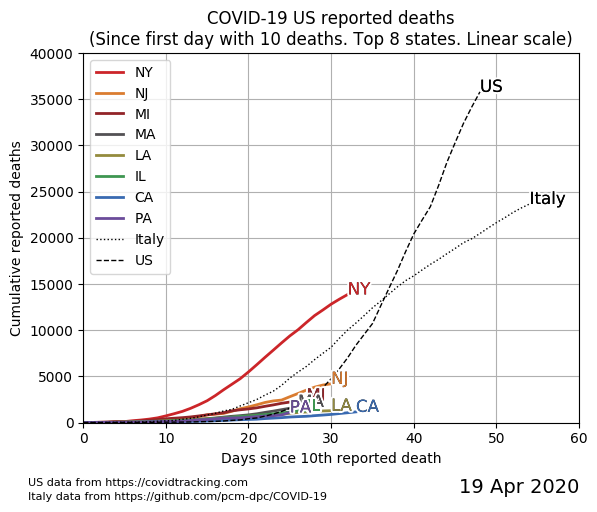 COVID-19 US reported deaths
(Since first day with 10 deaths. Top 8 states. Linear scale)
40000
35000
30000
25000
20000
15000
10000
5000
0
Cumulative reported deaths
NY
NJ
MI
MA
LA
IL
CA
PA
Italy
US
US
Italy
NY
NJ
MI
PA
IL
LA
CA
0 10 20 30 40 50 60
Days since 10th reported death
US data from https://covidtracking.com
Italy data from https://github.com/pcm-dpc/COVID-19
19 Apr 2020